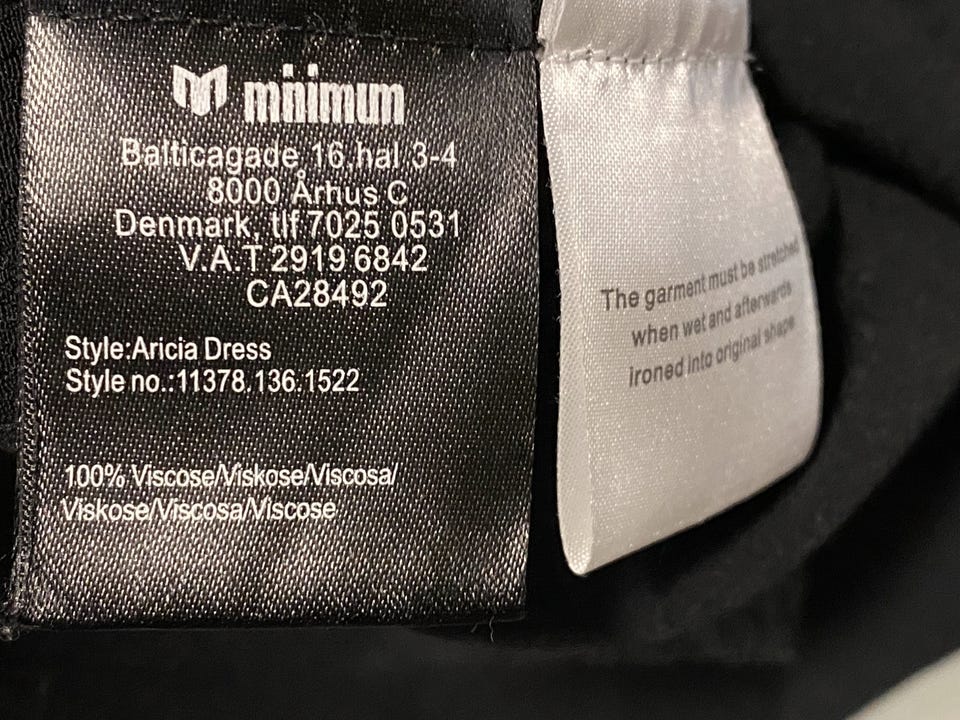 minimum
Balticagade 16, hal 3-4
8000 Århus C
Denmark, tlf 7025 0531
V.A.T 2919 6842
CA28492
Style:Aricia Dress
Style no.:11378.136.1522
100% Viscose/Viskose/Viscosa/
Viskose/Viscosa/Viscose
The garment must be stretched
when wet and afterwards
ironed into original shape